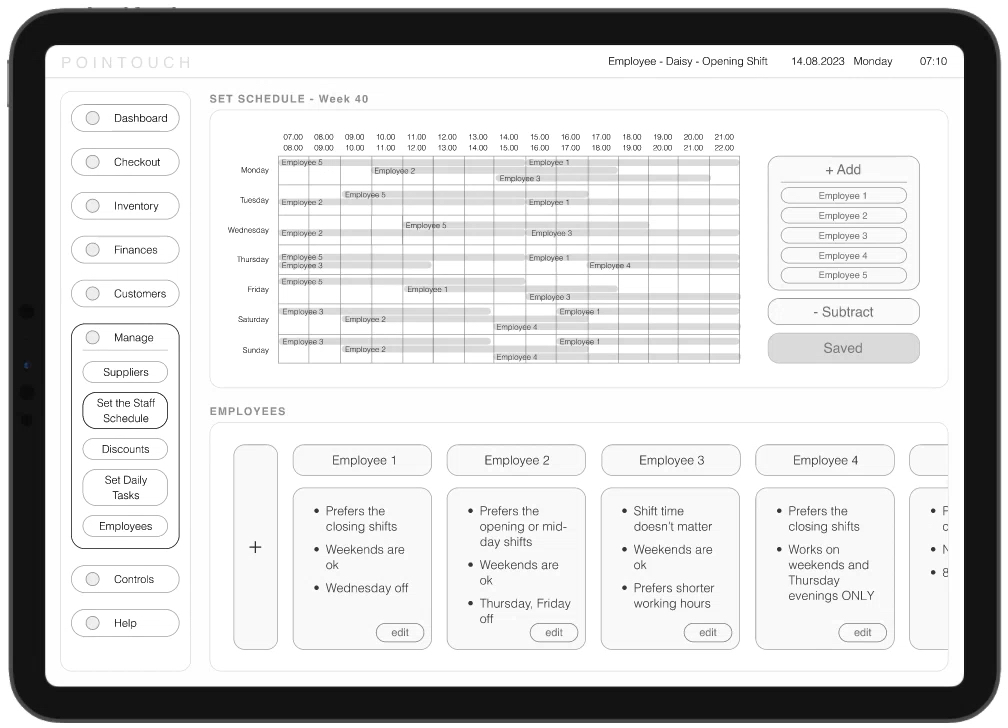 POINTOUCH
Employee - Daisy - Opening Shift 14.08.2023 Monday 07:10
Dashboard
Checkout
Inventory
Finances
Customers
Manage
Suppliers
Set the Staff
Schedule
Discounts
Set Daily
Tasks
Employees
Controls
Help
SET SCHEDULE - Week 40
07.00 08.00 09.00 10.00 11.00 12.00 13.00 14.00 15.00 16.00 17.00 18.00 19.00 20.00 21.00
08.00 09.00 10.00 11.00 12.00 13.00 14.00 15.00 16.00 17.00 18.00 19.00 20.00 21.00 22.00
Monday
Employee 5 Employee 1
Employee 2
Employee 3
Tuesday
Employee 5
Employee 2 Employee 1
Wednesday
Employee 5
Employee 2 Employee 3
Thursday
Employee 5 Employee 1
Employee 3 Employee 4
Friday
Employee 5
Employee 1
Employee 3
Saturday
Employee 3 Employee 1
Employee 2
Employee 4
Sunday
Employee 3 Employee 1
Employee 2
Employee 4
+ Add
Employee 1
Employee 2
Employee 3
Employee 4
Employee 5
- Subtract
Saved
EMPLOYEES
+
Employee 1
• Prefers the
closing shifts
• Weekends are
ok
• Wednesday off
edit
Employee 2
• Prefers the
opening or mid-
day shifts
• Weekends are
ok
• Thursday, Friday
off
edit
Employee 3
• Shift time
doesn't matter
• Weekends are
ok
• Prefers shorter
working hours
edit
Employee 4
• Prefers the
closing shifts
• Works on
weekends and
Thursday
evenings ONLY
edit